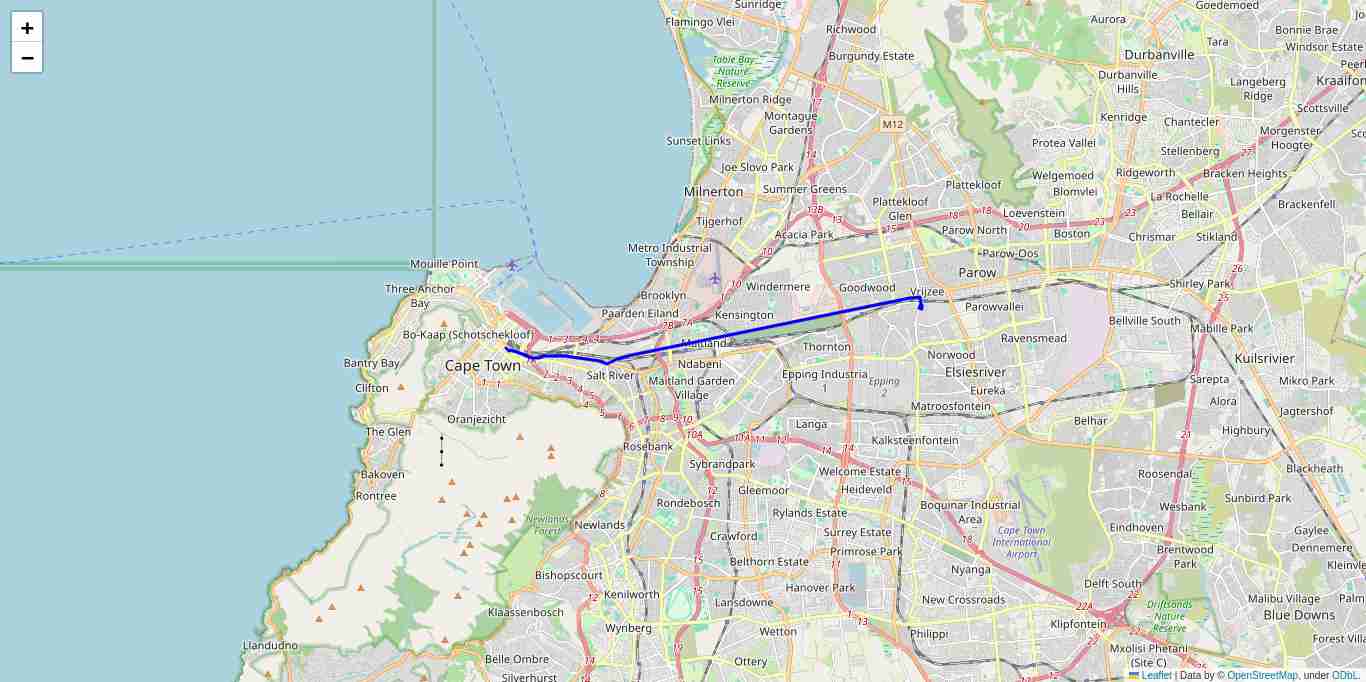 +
−
Flamingo Vlei
Sunridge
Richwood
Burgundy Estate
Table Bay
Nature
Reserve
Milnerton Ridge
Montague
Gardens
M12
Sunset Links
Joe Slovo Park
Milnerton
Summer Greens
Tijgerhof
Acacia Park
Metro Industrial
Township
Brooklyn
Paarden Eiland
Windermere
Kensington
Goodwood
Vrijzee
Maitland
Ndabeni
Maitland Garden
Village
Thornton
Epping Industria
1
Epping
2
Goedemoed
Aurora
Tara
Bonnie Brae
Windsor Estate
Durbanville
Durbanville
Hills
Langeberg
Ridge
Kraaifon
Scottsville
Kenridge
Chantecler
Protea Vallei
Morgenster
Hoogte
Stellenberg
Welgemoed
Blomvlei
Ridgeworth
Bracken Heights
Plattekloof
Plattekloof
Glen
La Rochelle
Brackenfell
Loevenstein
Bellair
Parow North
Boston
Chrismar
Stikland
Parow-Oos
Parow
Shirley Park
Parowvallei
Bellville South
Mabille Park
Ravensmead
Norwood
Kuilsrivier
Elsiesriver
Eureka
Sarepta
Mikro Park
Matroosfontein
Alora
Jagtershof
Belhar
Highbury
Mouille Point
Three Anchor
Bay
Bo-Kaap (Schotschekloof)
Cape Town
Bantry Bay
Clifton
Salt River
Oranjezicht
The Glen
Bakoven
Rontree
Rosebank
Langa
Kalksteenfontein
Sybrandpark
Welcome Estate
Roosendal
Blackheath
Gleemoor
Heideveld
Rondebosch
Boquinar Industrial
Area
Wesbank
Sunbird Park
Newlands
Forest
Newlands
Rylands Estate
Cape Town
International
Airport
Eindhoven
Gaylee
Crawford
Surrey Estate
Dennemere
Primrose Park
Brentwood
Park
Belthorn Estate
Kleinvle
Bishopscourt
Nyanga
Delft South
Hanover Park
Kenilworth
Lansdowne
New Crossroads
Driftsands
Nature
Reserve
Malibu Village
Palm
Klaassenbosch
22A
Blue Downs
Wynberg
Wetton
Philippi
Klipfontein
Forest Villa
Llandudno
Belle Ombre
Ottery
Mxolisi Phetani
(Site C)
Silverhurst
Leaflet | Data by © OpenStreetMap, under ODbL.